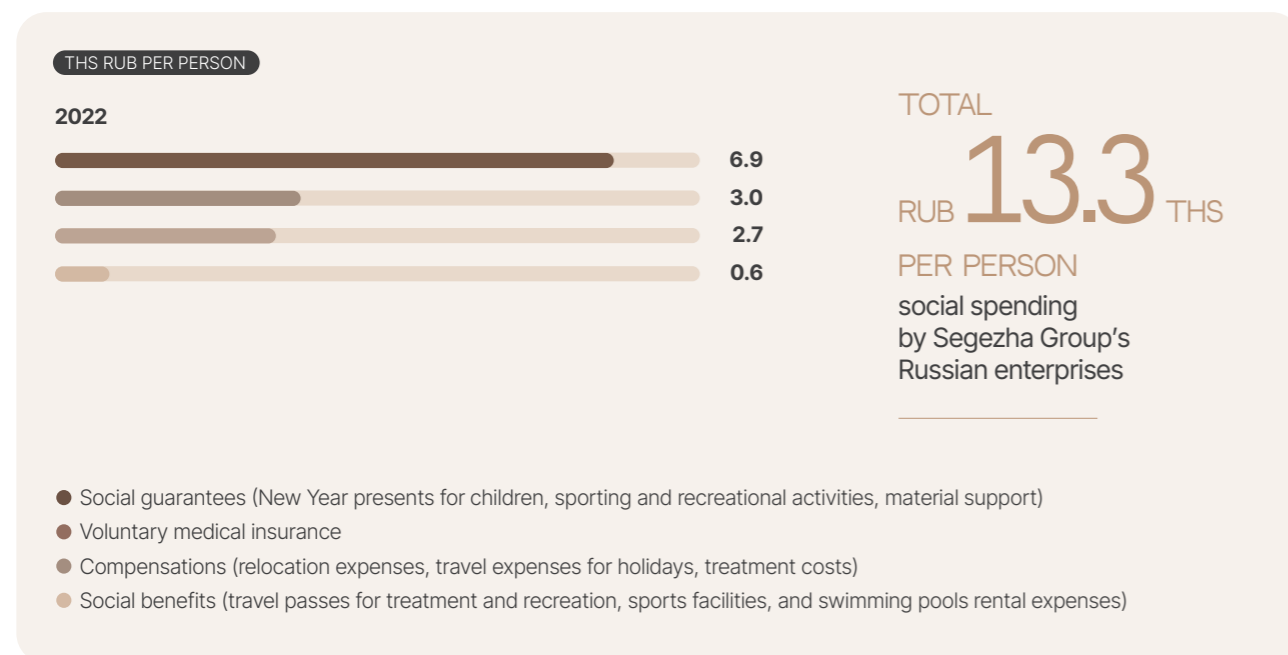 THS RUB PER PERSON
2022
6.9
3.0
2.7
0.6
TOTAL
RUB 13.3 THS
PER PERSON
social spending
by Segezha Group's
Russian enterprises
Social guarantees (New Year presents for children, sporting and recreational activities, material support)
Voluntary medical insurance
Compensations (relocation expenses, travel expenses for holidays, treatment costs)
Social benefits (travel passes for treatment and recreation, sports facilities, and swimming pools rental expenses)